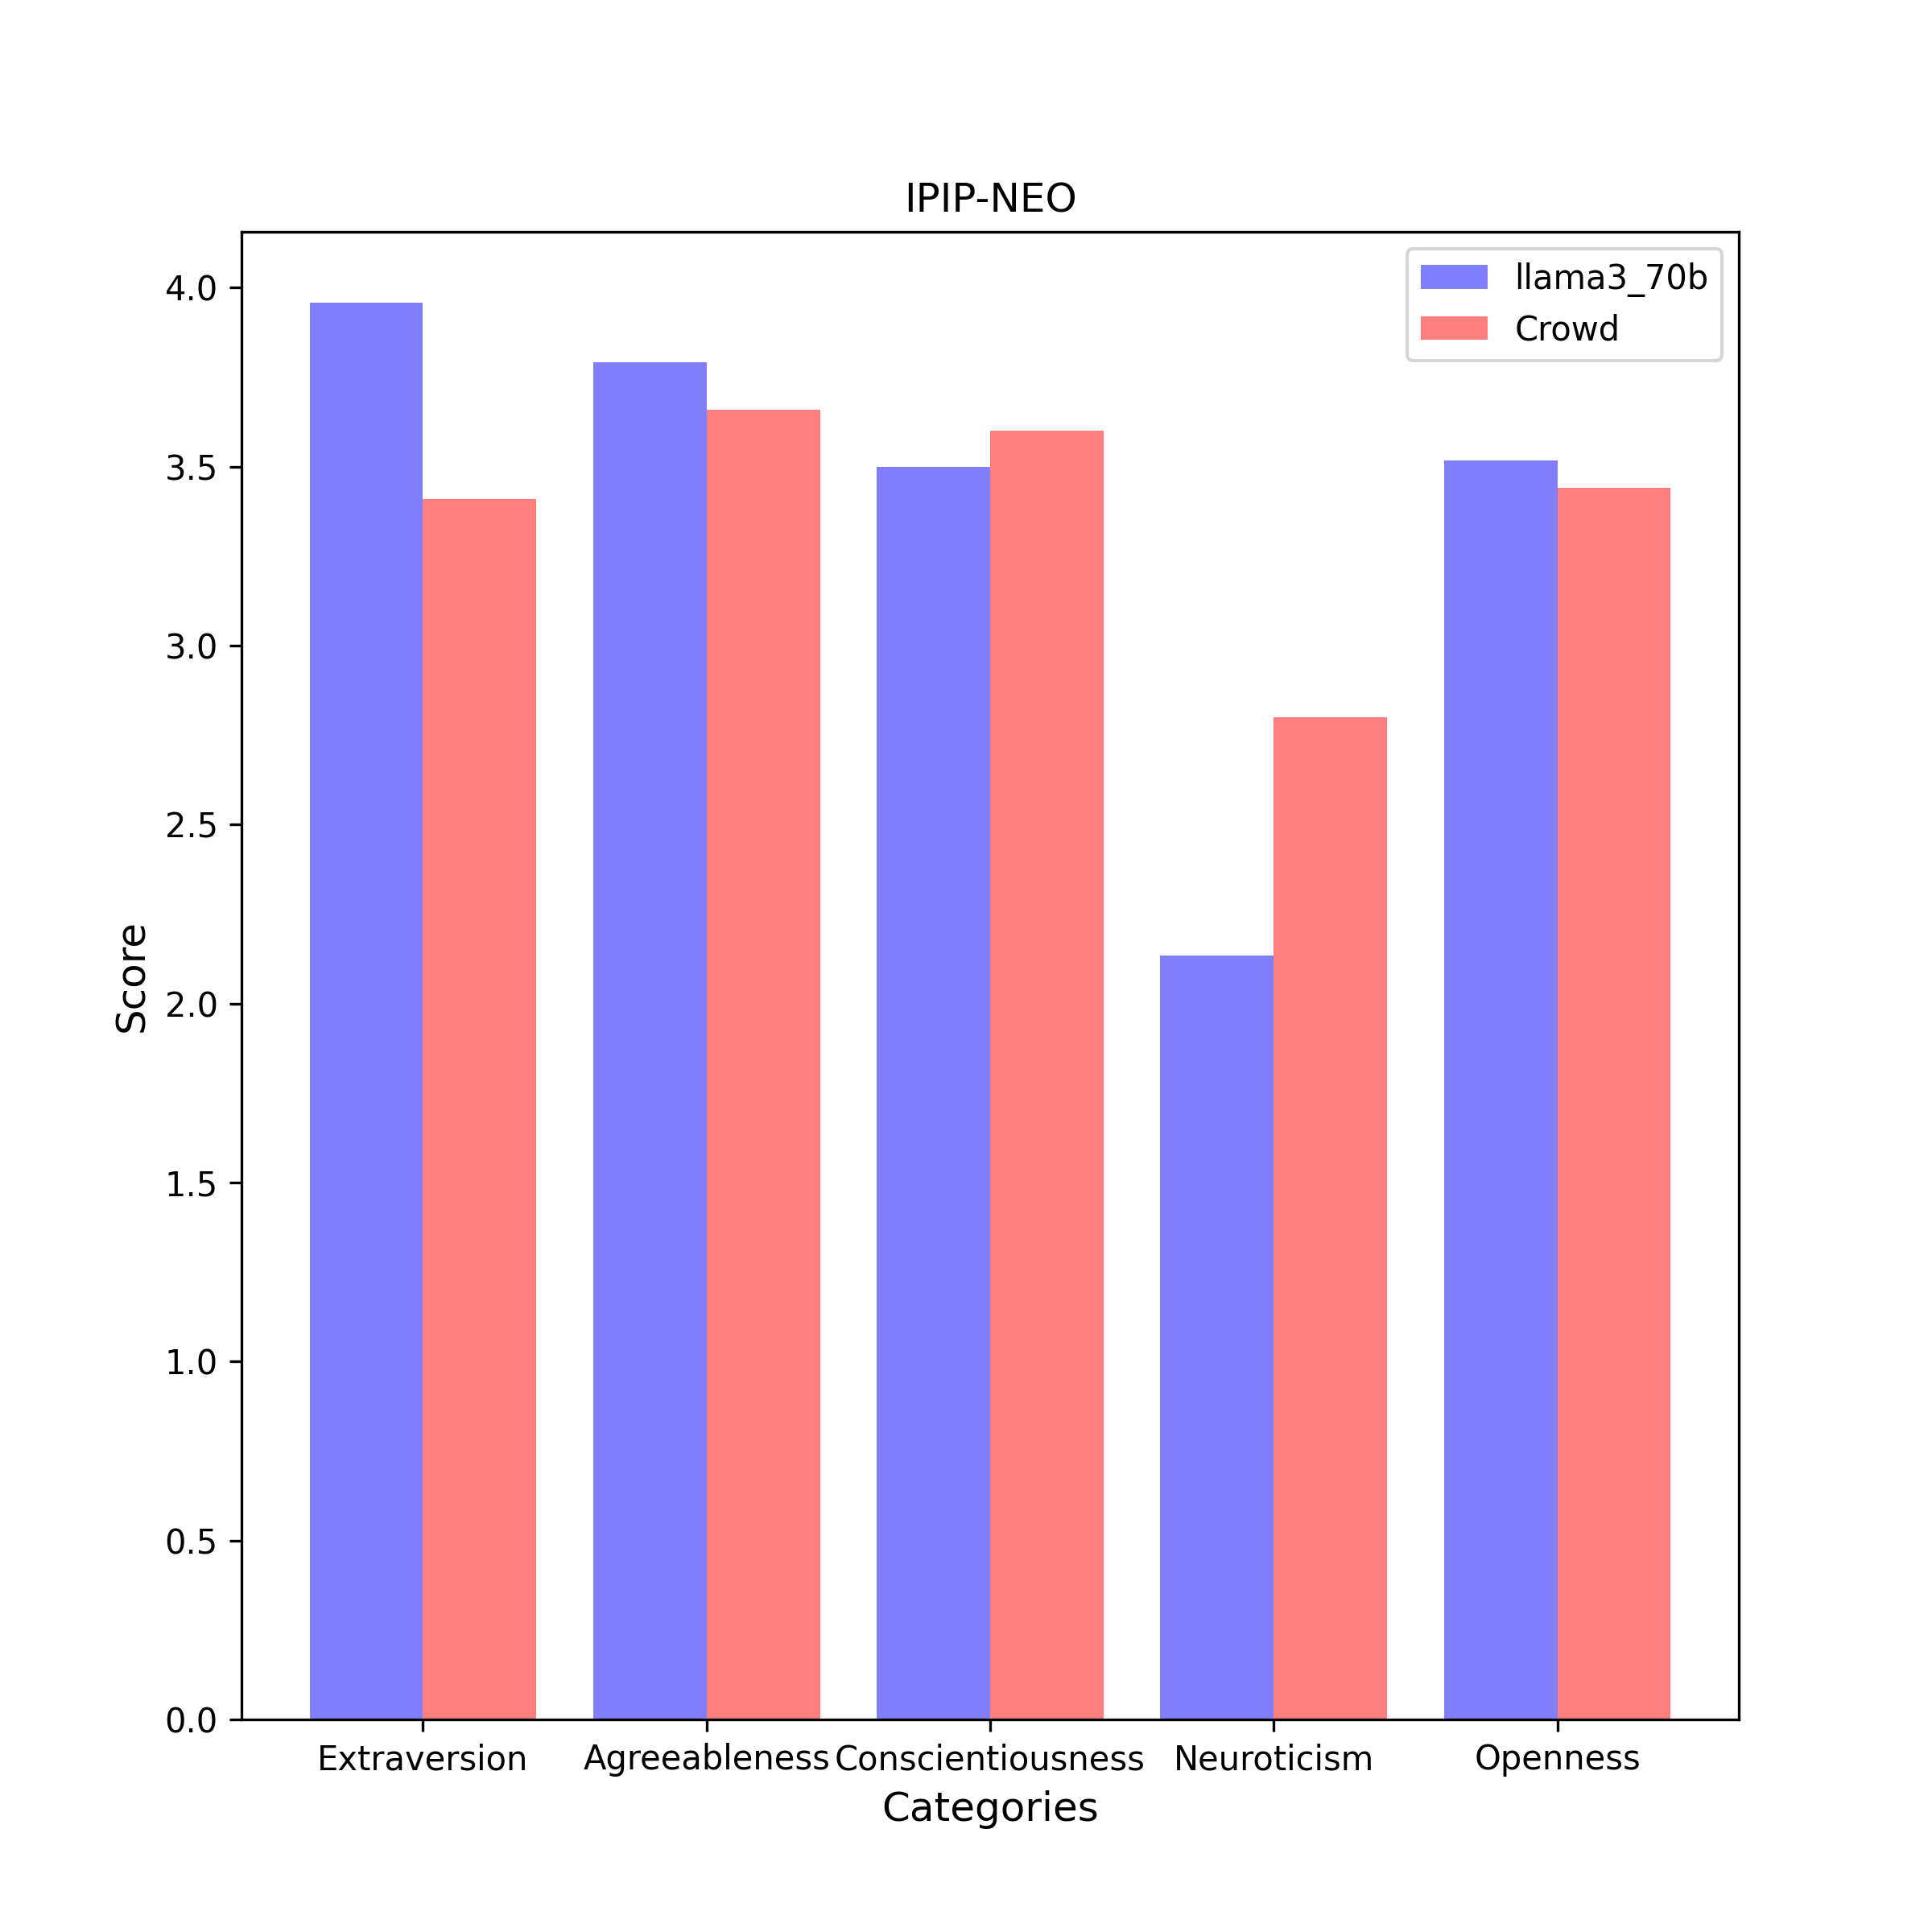 IPIP-NEO
llama3_70b
Crowd
4.0
3.5
3.0
2.5
2.0
1.5
1.0
0.5
0.0
Score
Extraversion Agreeableness Conscientiousness Neuroticism Openness
Categories